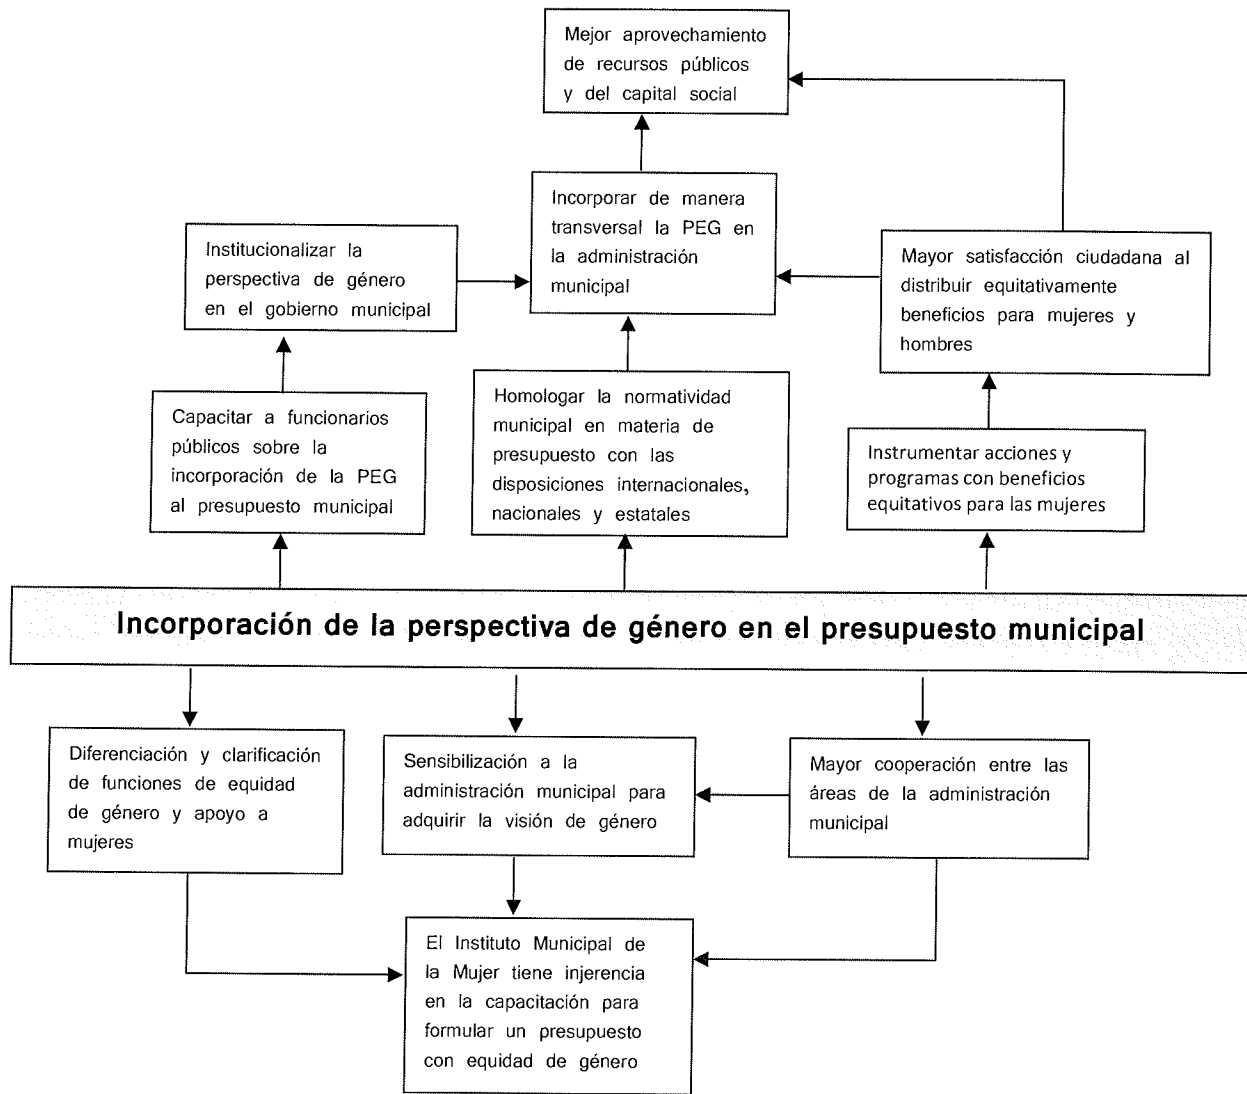 Mejor aprovechamiento
de recursos públicos
y del capital social
Incorporar de manera
transversal la PEG en
la administración
municipal
Institucionalizar la
perspectiva de género
en el gobierno municipal
Mayor satisfacción ciudadana al
distribuir equitativamente
beneficios para mujeres y
hombres
Capacitar a funcionarios
públicos sobre la
incorporación de la PEG
al presupuesto municipal
Homologar la normatividad
municipal en materia de
presupuesto con las
disposiciones internacionales,
nacionales y estatales
Instrumentar acciones y
programas con beneficios
equitativos para las mujeres
Incorporación de la perspectiva de género en el presupuesto municipal
Diferenciación y clarificación
de funciones de equidad
de género y apoyo a
mujeres
Sensibilización a la
administración municipal para
adquirir la visión de género
Mayor cooperación entre las
áreas de la administración
municipal
El Instituto Municipal de
la Mujer tiene injerencia
en la capacitación para
formular un presupuesto
con equidad de género